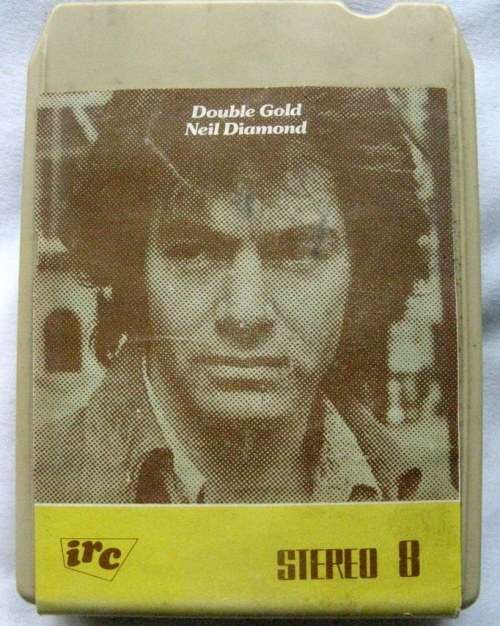 Double Gold
Neil Diamond
irc
STEREO 8